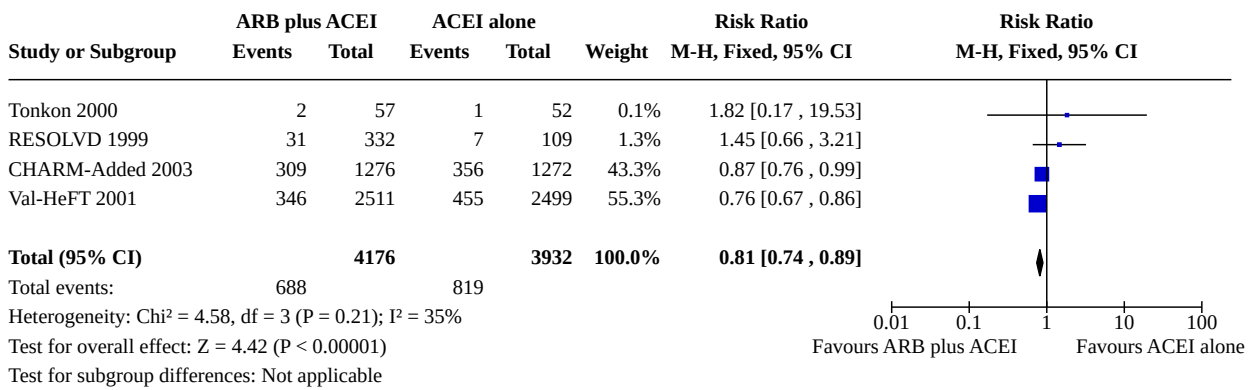 ARB plus ACEI ACEI alone Risk Ratio Risk Ratio
Study or Subgroup Events Total Events Total Weight M-H, Fixed, 95% CI M-H, Fixed, 95% CI
Tonkon 2000 2 57 1 52 0.1% 1.82 [0.17 , 19.53]
RESOLVD 1999 31 332 7 109 1.3% 1.45 [0.66 , 3.21]
CHARM-Added 2003 309 1276 356 1272 43.3% 0.87 [0.76 , 0.99]
Val-HeFT 2001 346 2511 455 2499 55.3% 0.76 [0.67 , 0.86]
Total (95% CI) 4176 3932 100.0% 0.81 [0.74 , 0.89]
Total events: 688 819
Heterogeneity: Chi² = 4.58, df = 3 (P = 0.21); I² = 35%
0.01 0.1 1 10 100
Test for overall effect: Z = 4.42 (P < 0.00001)
Favours ARB plus ACEI Favours ACEI alone
Test for subgroup differences: Not applicable